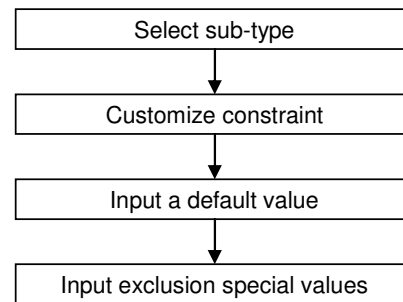 Select sub-type
Customize constraint
Input a default value
Input exclusion special values